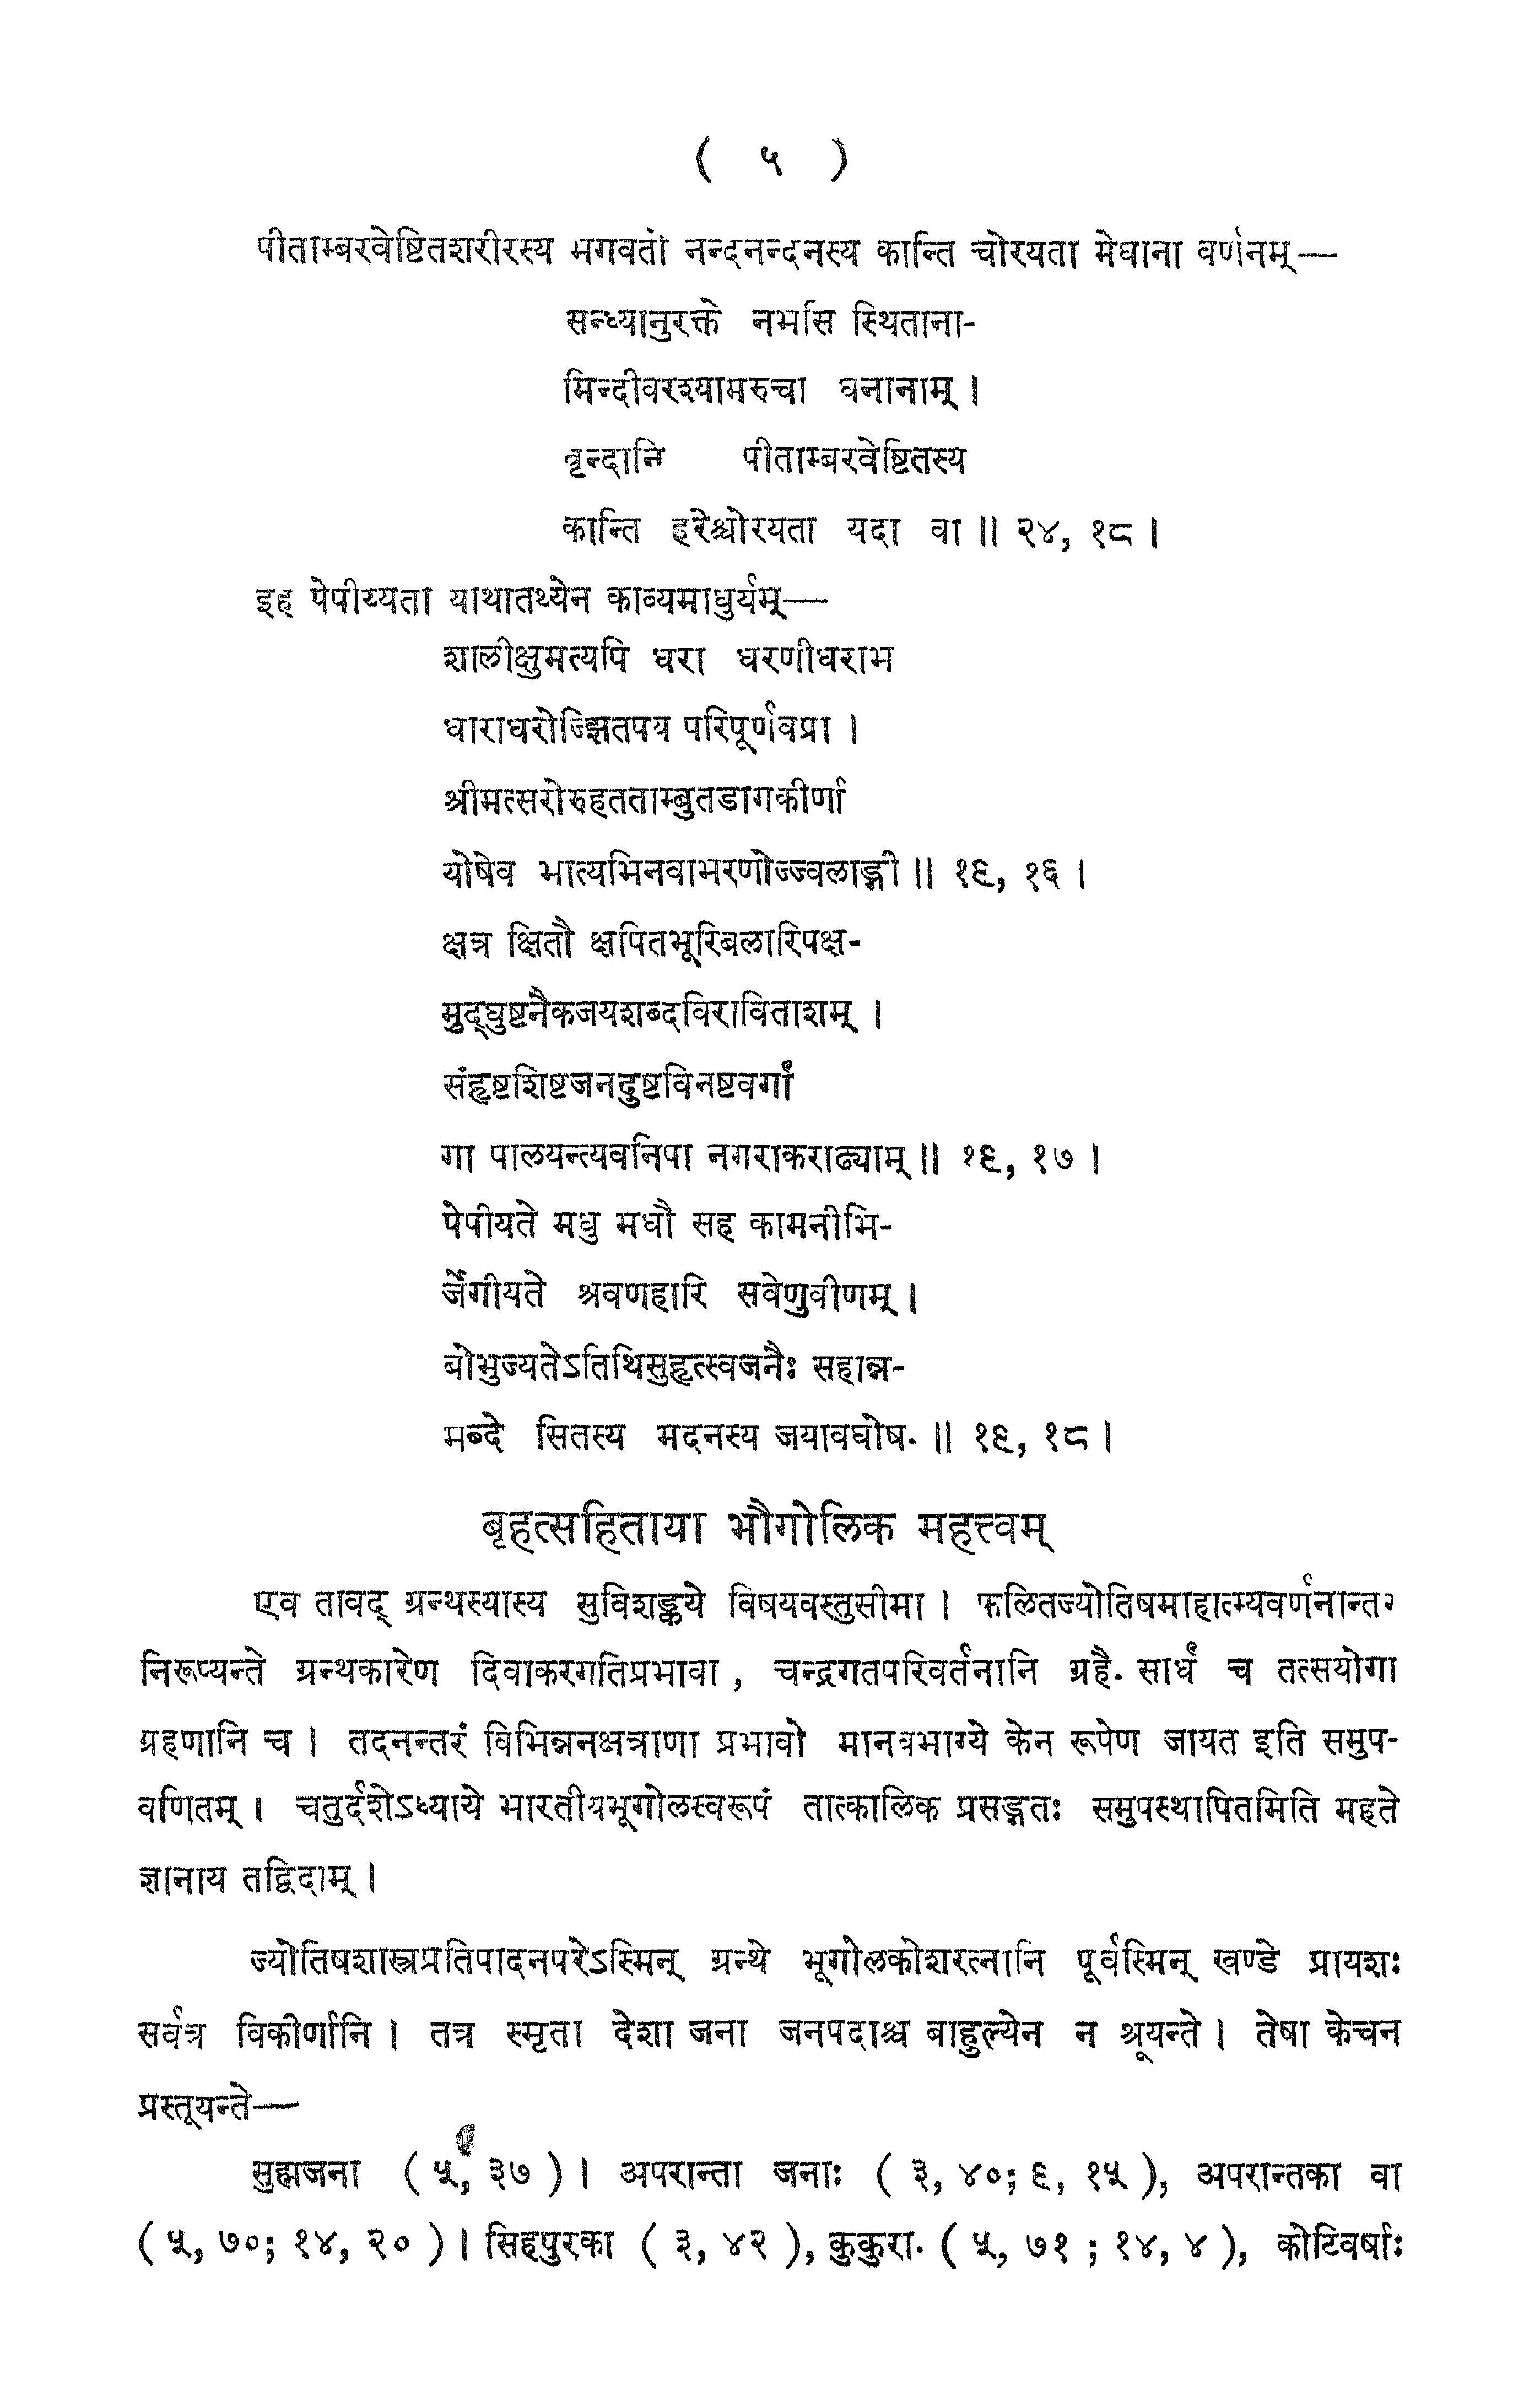 ( ५ )
पीताम्बरवेष्टितशरीरस्य भगवतो नन्दनन्दनस्य कान्ति चोरयता मेघाना वर्णनम्—
सन्ध्यानुरक्ते नभसि स्थिताना-
मिन्दीवरश्यामरुचा घनानाम् ।
वृन्दानि पीताम्बरवेष्टितस्य
कान्ति हरेश्चोरयता यदा वा ॥ २४, १८ ।
इह पेपीय्यता याथातथ्येन काव्यमाधुर्यम्—
शालीक्षुमत्यपि धरा धरणीधराभ
धाराधरोज्झितपय परिपूर्णवप्रा ।
श्रीमत्सरोरुहतताम्बुतडागकीर्णा
योषेव भात्यभिनवाभरणोज्ज्वलाङ्गी ॥ १९, १६ ।
क्षत्र क्षितौ क्षपितभूरिबलारिपक्ष-
मुद्घुष्टनैकजयशब्दविराविताशम् ।
संहृष्टशिष्टजनदुष्टविनष्टवर्गां
गा पालयन्त्यवनिपा नगराकराढ्याम् ॥ १९, १७ ।
पेपीयते मधु मधौ सह कामनीभि-
र्जेगीयते श्रवणहारि सवेणुवीणम् ।
बोभुज्यतेऽतिथिसुहृत्स्वजनैः सहान्न-
मब्दे सितस्य मदनस्य जयावघोष. ॥ १९, १८ ।
बृहत्सहिताया भौगोलिक महत्त्वम्
एव तावद् ग्रन्थस्यास्य सुविशङ्कये विषयवस्तुसीमा । फलितज्योतिषमाहात्म्यवर्णनान्तर
निरूप्यन्ते ग्रन्थकारेण दिवाकरगतिप्रभावा , चन्द्रगतपरिवर्तनानि ग्रहै. सार्धं च तत्सयोगा
ग्रहणानि च । तदनन्तरं विभिन्ननक्षत्राणा प्रभावो मानवभाग्ये केन रूपेण जायत इति समुप-
वणितम् । चतुर्दशेऽध्याये भारतीयभूगोलस्वरूपं तात्कालिक प्रसङ्गतः समुपस्थापितमिति महते
ज्ञानाय तद्विदाम् ।
ज्योतिषशास्त्रप्रतिपादनपरेऽस्मिन् ग्रन्थे भूगोलकोशरत्नानि पूर्वस्मिन् खण्डे प्रायशः
सर्वत्र विकीर्णानि । तत्र स्मृता देशा जना जनपदाश्च बाहुल्येन न श्रूयन्ते । तेषा केचन
प्रस्तूयन्ते—
सुह्मजना ( ५, ३७ ) । अपरान्ता जनाः ( ३, ४०; ९, १५ ), अपरान्तका वा
( ५, ७०; १४, २० ) । सिहपुरका ( ३, ४२ ), कुकुरा. ( ५, ७१ ; १४, ४ ), कोटिवर्षाः